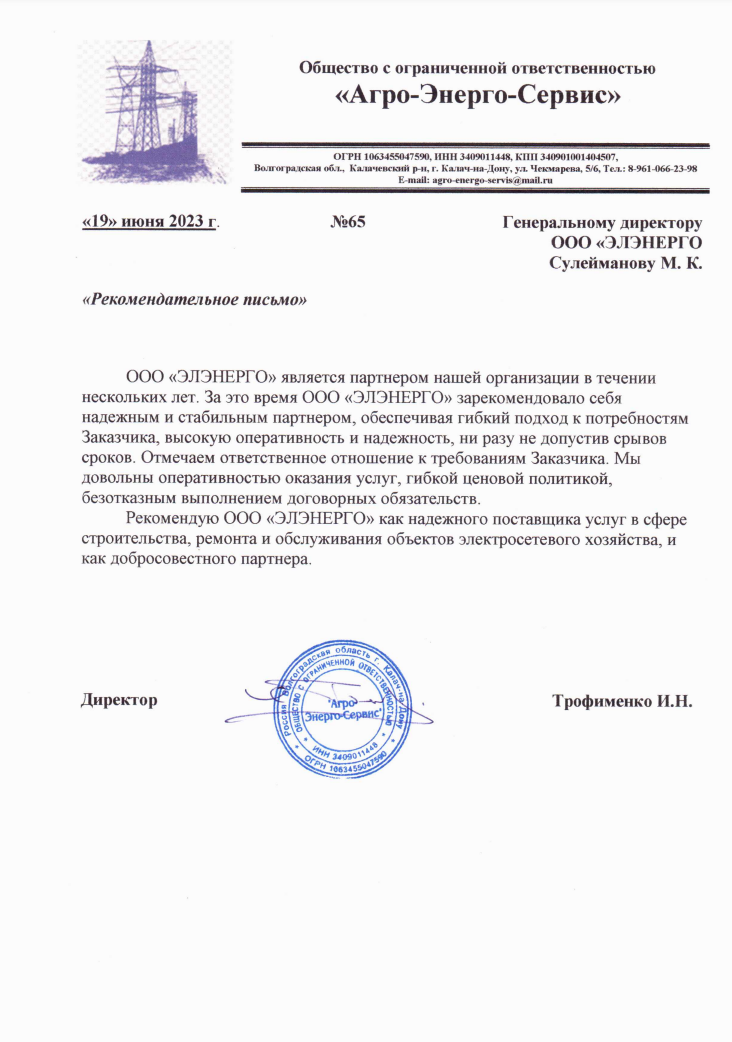 Общество с ограниченной ответственностью
«Агро-Энерго-Сервис»
ОГРН 1063455047590, ИНН 3409011448, КПП 340901001404507,
Волгоградская обл., Калачевский р-н, г. Калач-на-Дону, ул. Чекмарева, 5/6, Тел.: 8-961-066-23-98
E-mail: agro-energo-servis@mail.ru
«19» июня 2023 г. №65 Генеральному директору
ООО «ЭЛЭНЕРГО
Сулейманову М. К.
«Рекомендательное письмо»
ООО «ЭЛЭНЕРГО» является партнером нашей организации в течении
нескольких лет. За это время ООО «ЭЛЭНЕРГО» зарекомендовало себя
надежным и стабильным партнером, обеспечивая гибкий подход к потребностям
Заказчика, высокую оперативность и надежность, ни разу не допустив срывов
сроков. Отмечаем ответственное отношение к требованиям Заказчика. Мы
довольны оперативностью оказания услуг, гибкой ценовой политикой,
безотказным выполнением договорных обязательств.
Рекомендую ООО «ЭЛЭНЕРГО» как надежного поставщика услуг в сфере
строительства, ремонта и обслуживания объектов электросетевого хозяйства, и
как добросовестного партнера.
Директор Трофименко И.Н.
Россия Волгоградская область г. Калач-на-Дону
ОБЩЕСТВО С ОГРАНИЧЕННОЙ ОТВЕТСТВЕННОСТЬЮ
"Агро-
Энерго-Сервис"
* ИНН 3409011448 *
* ОГРН 1063455047590 *